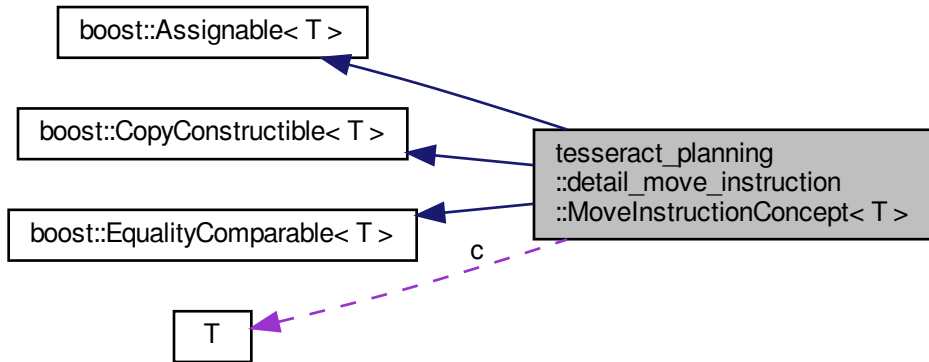 boost::Assignable< T >
boost::CopyConstructible< T >
tesseract_planning
::detail_move_instruction
::MoveInstructionConcept< T >
boost::EqualityComparable< T >
c
T